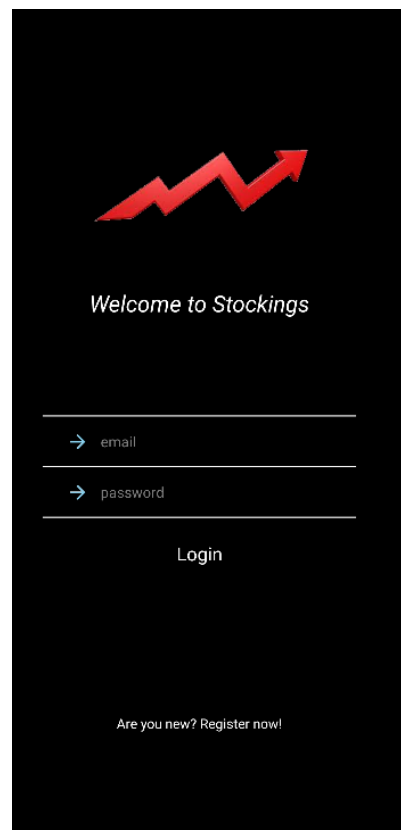 Welcome to Stockings
email
password
Login
Are you new? Register now!